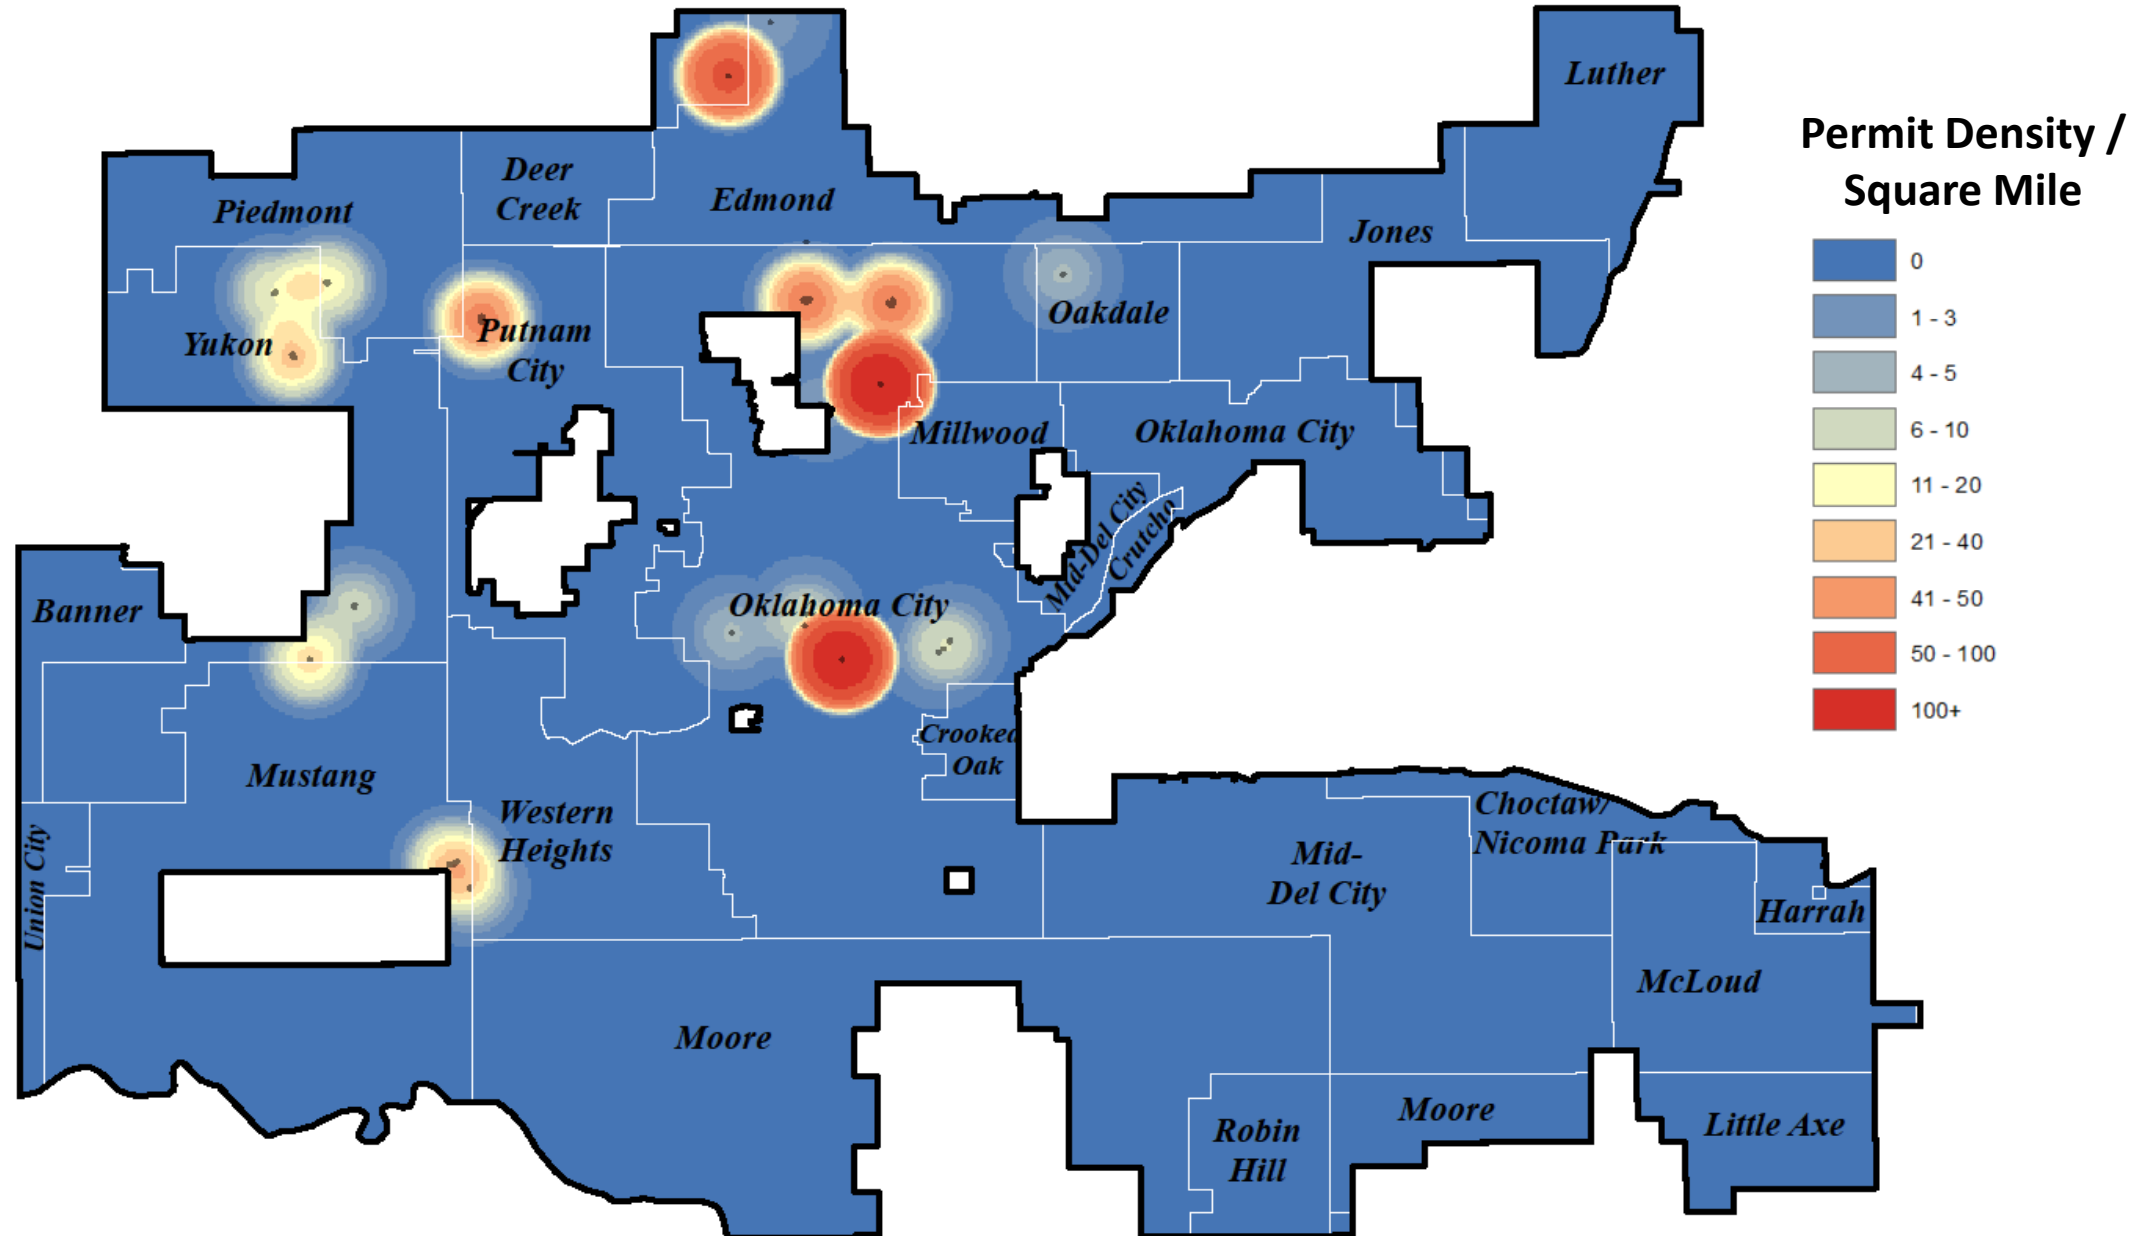 Luther
Permit Density /
Square Mile
Deer
Creek
Piedmont
Edmond
Jones
0
Oakdale
1 - 3
Putnam
City
Yukon
4 - 5
Millwood
Oklahoma City
6 - 10
11 - 20
Mid-Del City
Crutcho
21 - 40
Banner
Oklahoma City
41 - 50
50 - 100
100+
Crooked
Oak
Mustang
Western
Heights
Choctaw/
Nicoma Park
Union City
Mid-
Del City
Harrah
McLoud
Moore
Robin
Hill
Moore
Little Axe